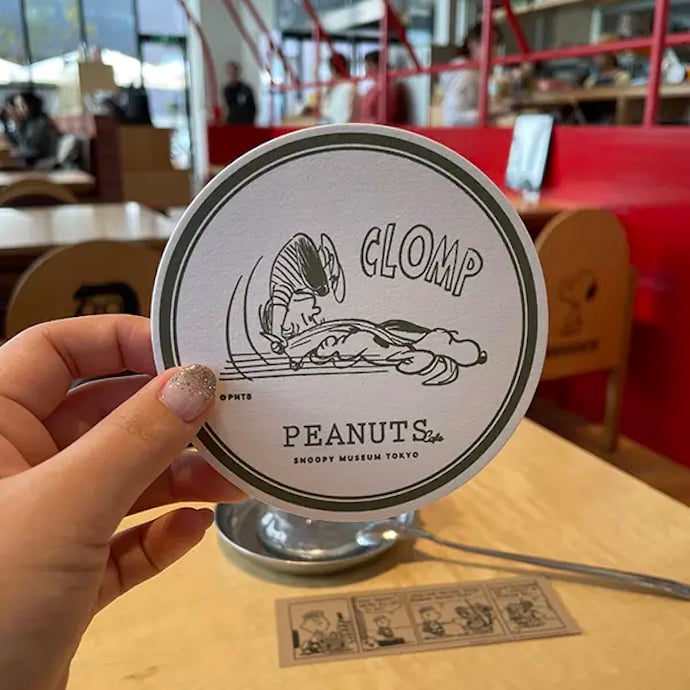 CLOMP
©PNTS
PEANUTS Cafe
SNOOPY MUSEUM TOKYO